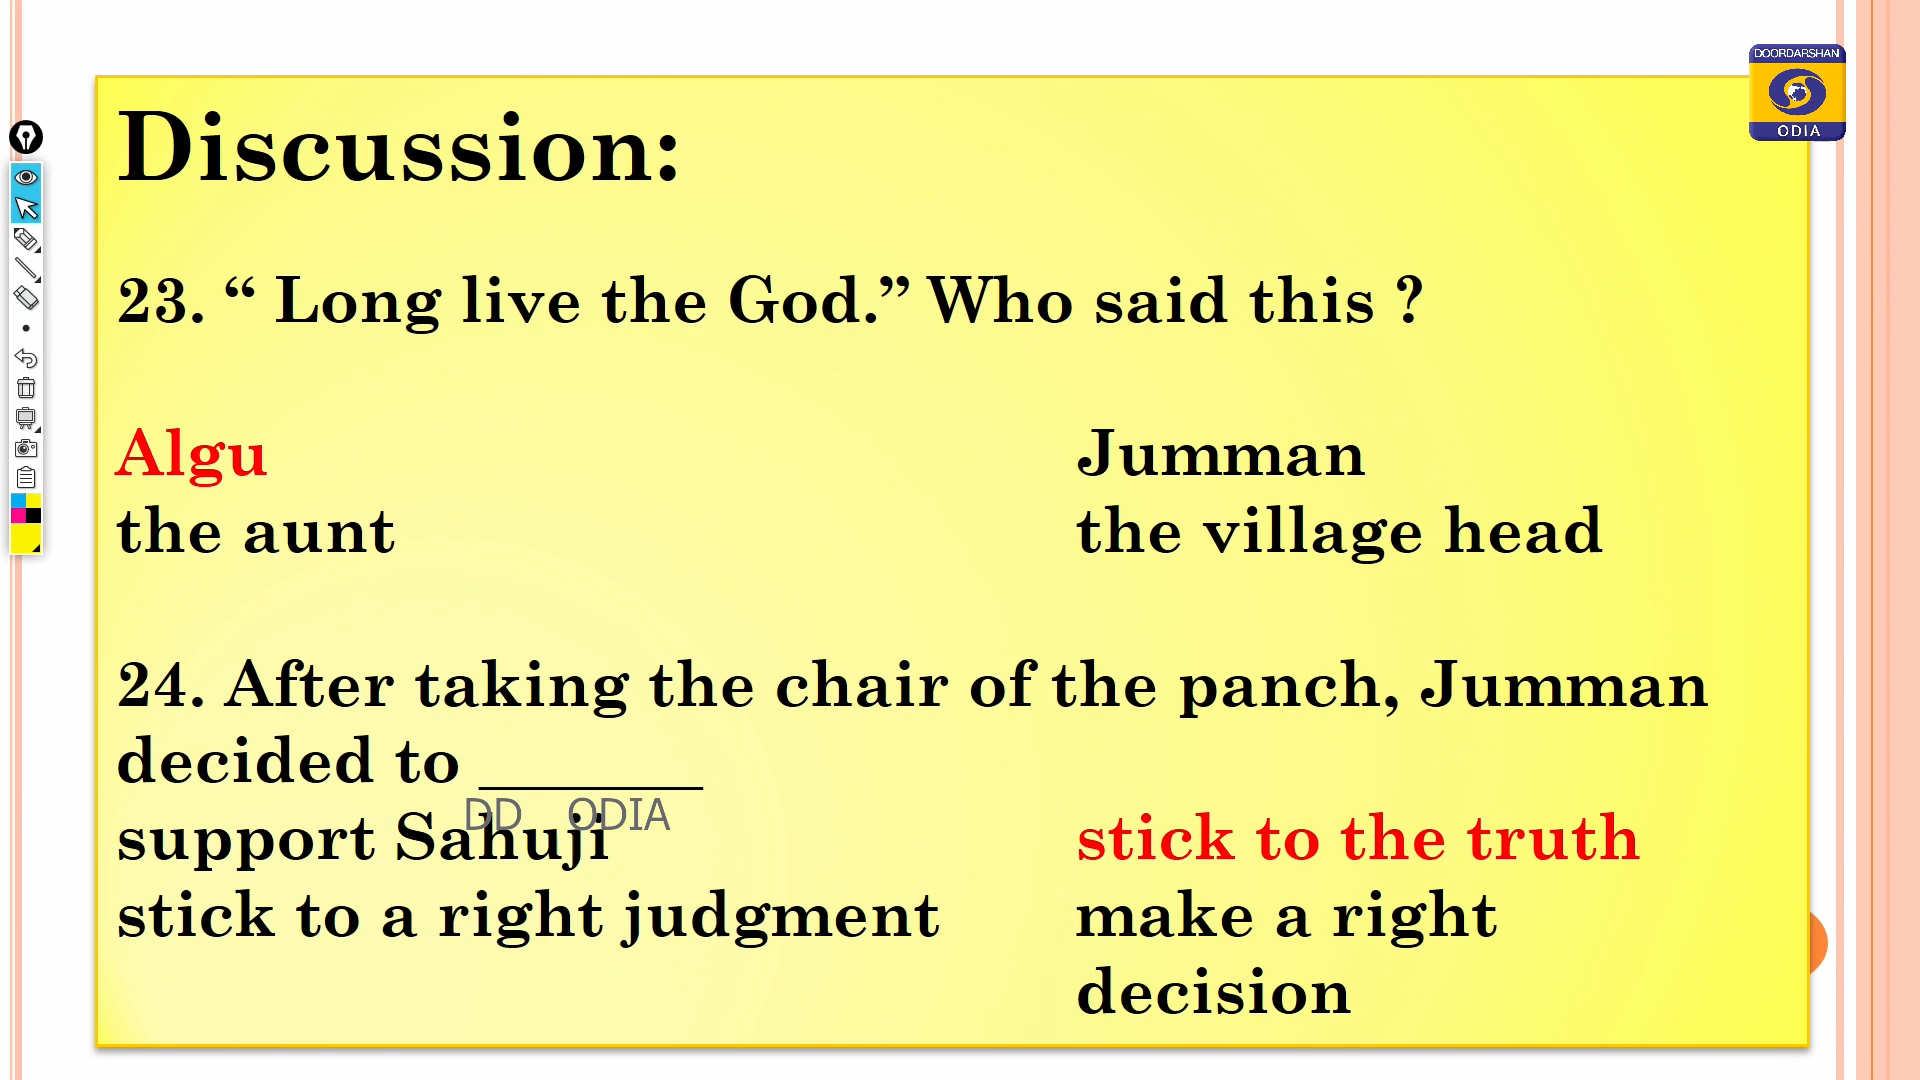 DOORDARSHAN
ODIA
Discussion:
23. “ Long live the God.” Who said this ?
Algu Jumman
the aunt the village head
24. After taking the chair of the panch, Jumman
decided to ________
DD ODIA
support Sahuji stick to the truth
stick to a right judgment make a right
decision